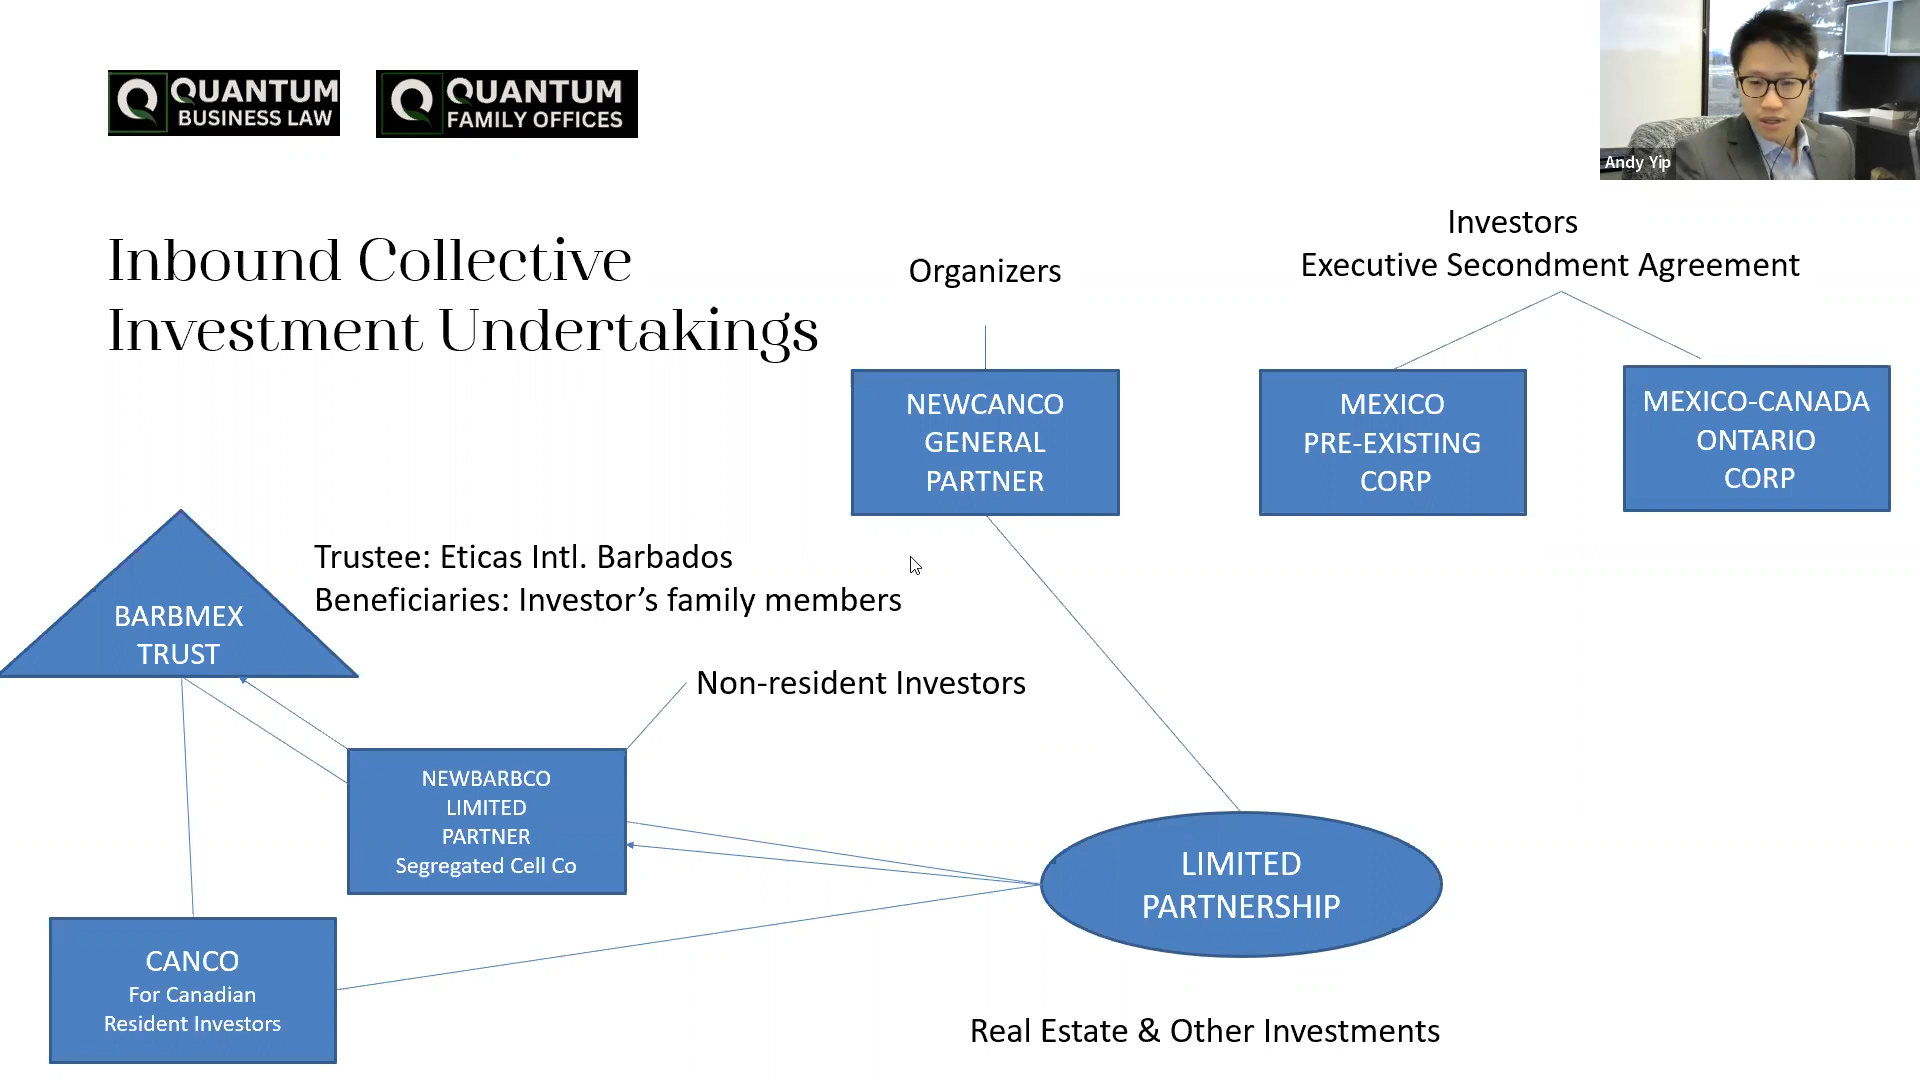 QUANTUM
BUSINESS LAW
QUANTUM
FAMILY OFFICES
Andy Yip
Inbound Collective
Investment Undertakings
Organizers
Investors
Executive Secondment Agreement
NEWCANCO
GENERAL
PARTNER
MEXICO
PRE-EXISTING
CORP
MEXICO-CANADA
ONTARIO
CORP
Trustee: Eticas Intl. Barbados
Beneficiaries: Investor’s family members
BARBMEX
TRUST
Non-resident Investors
NEWBARBCO
LIMITED
PARTNER
Segregated Cell Co
LIMITED
PARTNERSHIP
CANCO
For Canadian
Resident Investors
Real Estate & Other Investments